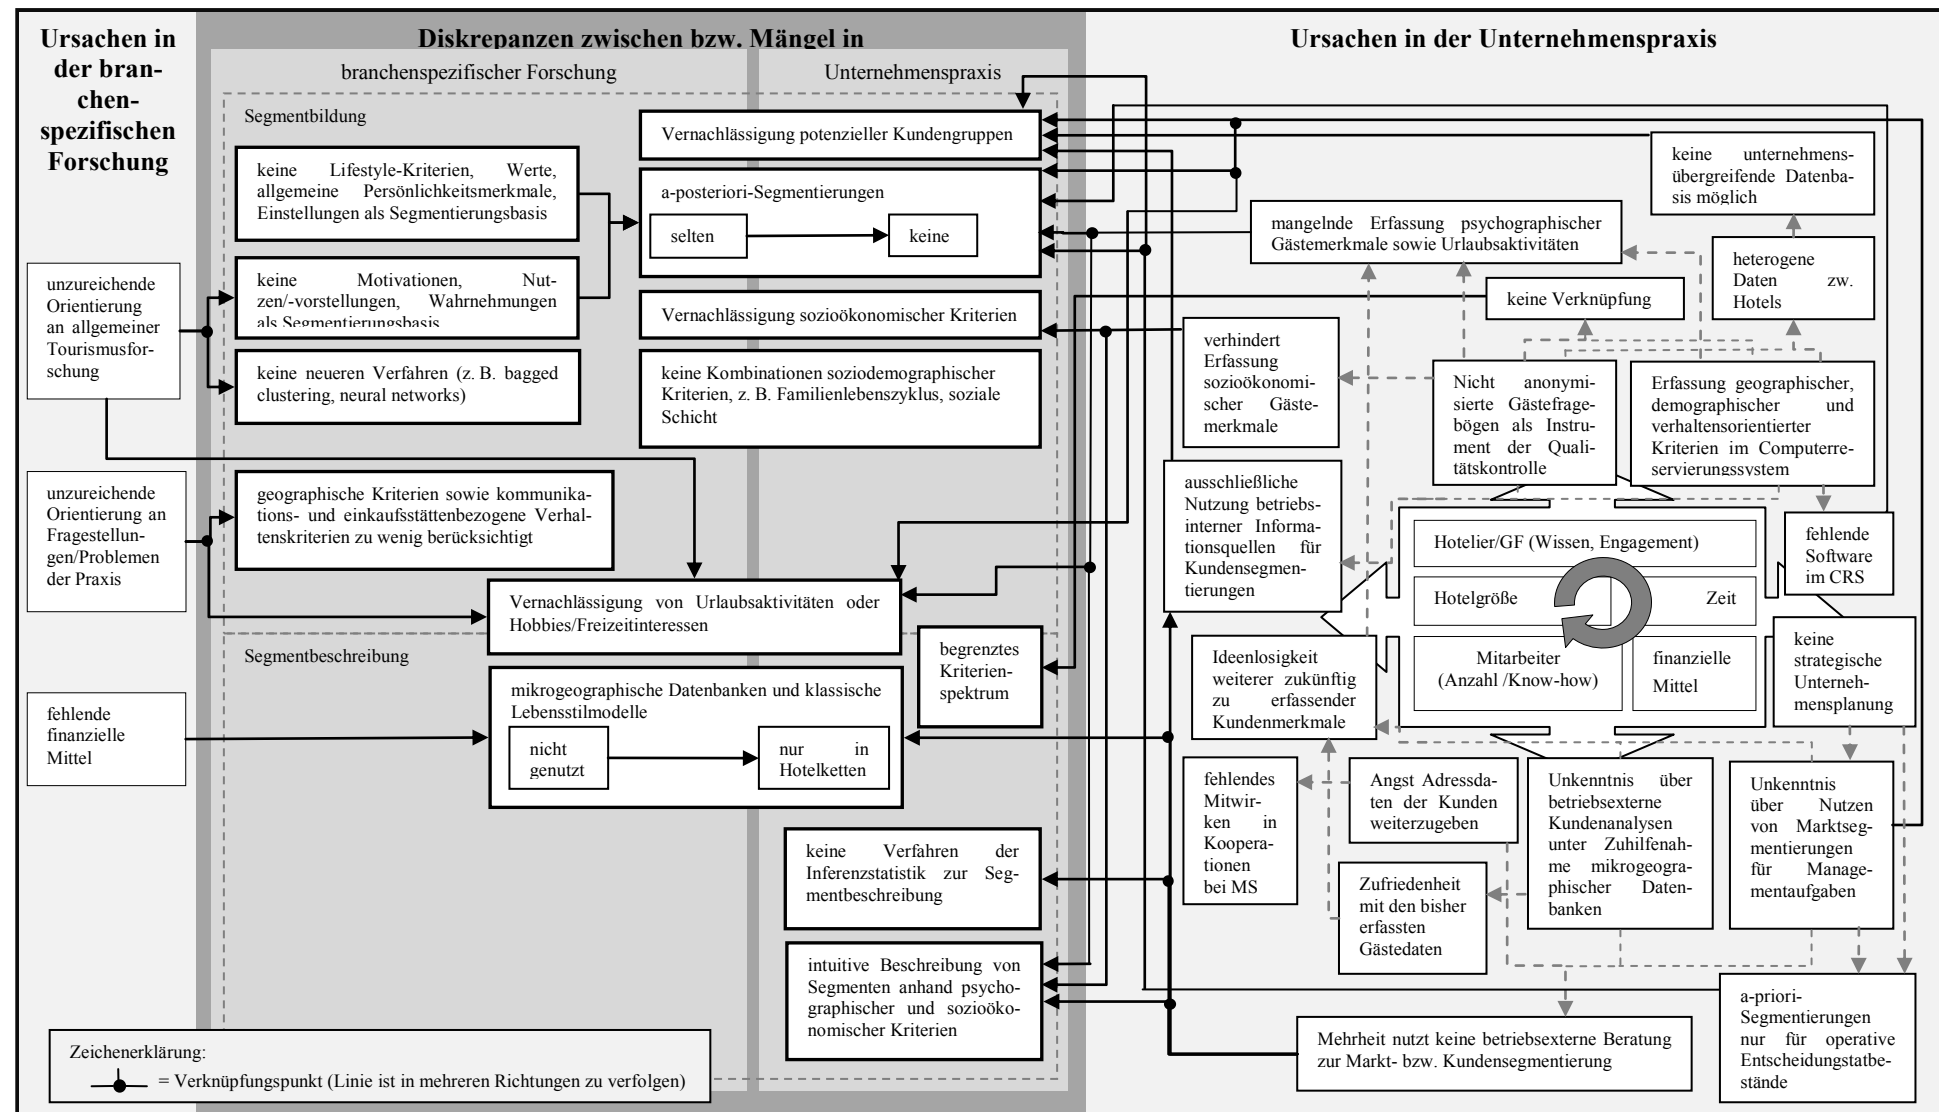 Ursachen in
der bran-
chen-
spezifischen
Forschung
Diskrepanzen zwischen bzw. Mängel in
Ursachen in der Unternehmenspraxis
branchenspezifischer Forschung
Unternehmenspraxis
Segmentbildung
Vernachlässigung potenzieller Kundengruppen
keine Lifestyle-Kriterien, Werte,
allgemeine Persönlichkeitsmerkmale,
Einstellungen als Segmentierungsbasis
a-posteriori-Segmentierungen
selten
keine
keine Motivationen, Nut-
zen/-vorstellungen, Wahrnehmungen
als Segmentierungsbasis
Vernachlässigung sozioökonomischer Kriterien
keine neueren Verfahren (z. B. bagged
clustering, neural networks)
keine Kombinationen soziodemographischer
Kriterien, z. B. Familienlebenszyklus, soziale
Schicht
unzureichende
Orientierung
an allgemeiner
Tourismusfor-
schung
unzureichende
Orientierung an
Fragestellun-
gen/Problemen
der Praxis
geographische Kriterien sowie kommunika-
tions- und einkaufsstättenbezogene Verhal-
tenskriterien zu wenig berücksichtigt
Vernachlässigung von Urlaubsaktivitäten oder
Hobbies/Freizeitinteressen
Segmentbeschreibung
begrenztes
Kriterien-
spektrum
fehlende
finanzielle
Mittel
mikrogeographische Datenbanken und klassische
Lebensstilmodelle
nicht
genutzt
nur in
Hotelketten
keine Verfahren der
Inferenzstatistik zur Seg-
mentbeschreibung
intuitive Beschreibung von
Segmenten anhand psycho-
graphischer und sozioöko-
nomischer Kriterien
keine unternehmens-
übergreifende Datenba-
sis möglich
mangelnde Erfassung psychographischer
Gästemerkmale sowie Urlaubsaktivitäten
heterogene
Daten zw.
Hotels
keine Verknüpfung
verhindert
Erfassung
sozioökonomi-
scher Gäste-
merkmale
Nicht anonymi-
sierte Gästefrage-
bögen als Instru-
ment der Quali-
tätskontrolle
Erfassung geographischer,
demographischer und
verhaltensorientierter
Kriterien im Computerre-
servierungssystem
ausschließliche
Nutzung betriebs-
interner Informa-
tionsquellen für
Kundensegmen-
tierungen
Hotelier/GF (Wissen, Engagement)
Hotelgröße
Zeit
Mitarbeiter
(Anzahl /Know-how)
finanzielle
Mittel
fehlende
Software
im CRS
keine
strategische
Unterneh-
mensplanung
Ideenlosigkeit
weiterer zukünftig
zu erfassender
Kundenmerkmale
fehlendes
Mitwir-
ken in
Koopera-
tionen
bei MS
Angst Adressda-
ten der Kunden
weiterzugeben
Unkenntnis über
betriebsexterne
Kundenanalysen
unter Zuhilfenah-
me mikrogeogra-
phischer Daten-
banken
Unkenntnis
über Nutzen
von Marktseg-
mentierungen
für Manage-
mentaufgaben
Zufriedenheit
mit den bisher
erfassten
Gästedaten
Mehrheit nutzt keine betriebsexterne Beratung
zur Markt- bzw. Kundensegmentierung
a-priori-
Segmentierungen
nur für operative
Entscheidungstatbe-
stände
Zeichenerklärung:
= Verknüpfungspunkt (Linie ist in mehreren Richtungen zu verfolgen)